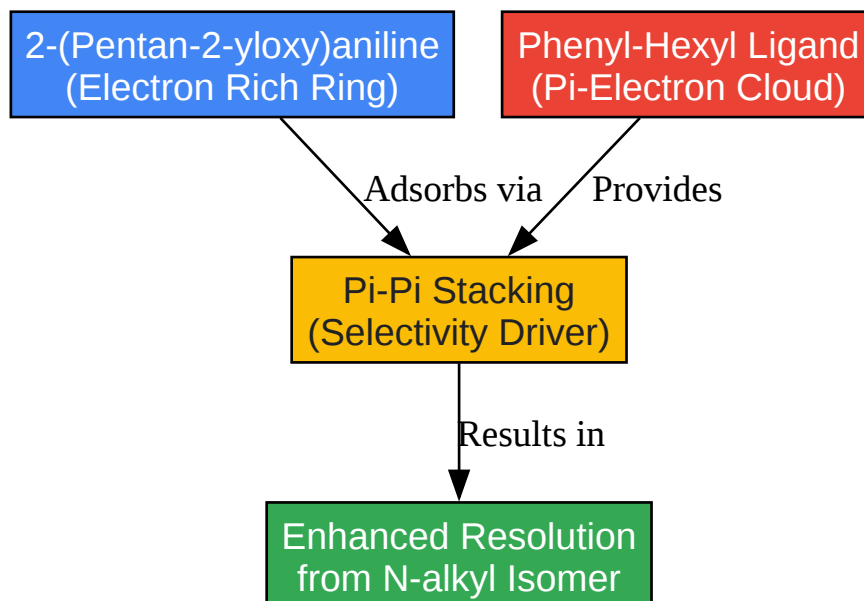 2-(Pentan-2-yloxy)aniline
(Electron Rich Ring)
Phenyl-Hexyl Ligand
(Pi-Electron Cloud)
Adsorbs via
Provides
Pi-Pi Stacking
(Selectivity Driver)
Results in
Enhanced Resolution
from N-alkyl Isomer